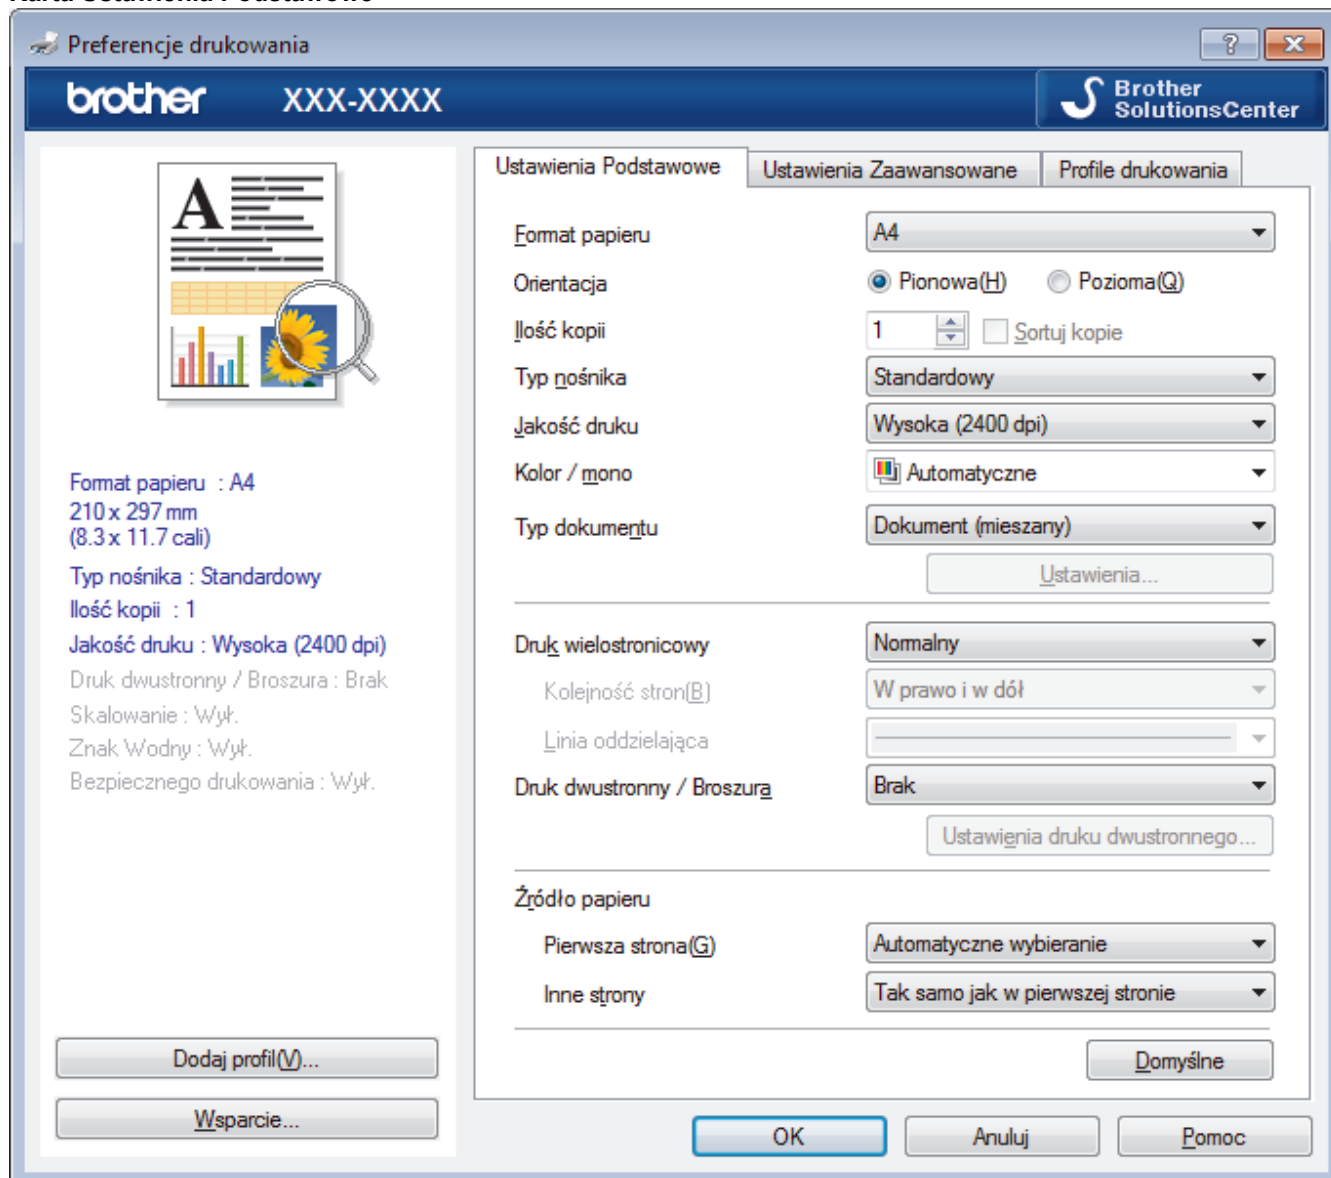 Karta Ustawienia Podstawowe
Preferencje drukowania
brother XXX-XXXX
Brother
SolutionsCenter
A
Format papieru : A4
210 x 297 mm
(8.3 x 11.7 cali)
Typ nośnika : Standardowy
Ilość kopii : 1
Jakość druku : Wysoka (2400 dpi)
Druk dwustronny / Broszura : Brak
Skalowanie : Wył.
Znak Wodny : Wył.
Bezpiecznego drukowania : Wył.
Dodaj profil(V)...
Wsparcie...
Ustawienia Podstawowe Ustawienia Zaawansowane Profile drukowania
Format papieru A4
Orientacja Pionowa(H) Pozioma(Q)
Ilość kopii 1 Sortuj kopie
Typ nośnika Standardowy
Jakość druku Wysoka (2400 dpi)
Kolor / mono Automatyczne
Typ dokumentu Dokument (mieszany)
Ustawienia...
Druk wielostronicowy Normalny
Kolejność stron(B) W prawo i w dół
Linia oddzielająca
Druk dwustronny / Broszura Brak
Ustawienia druku dwustronnego...
Źródło papieru
Pierwsza strona(G) Automatyczne wybieranie
Inne strony Tak samo jak w pierwszej stronie
Domyślne
OK Anuluj Pomoc